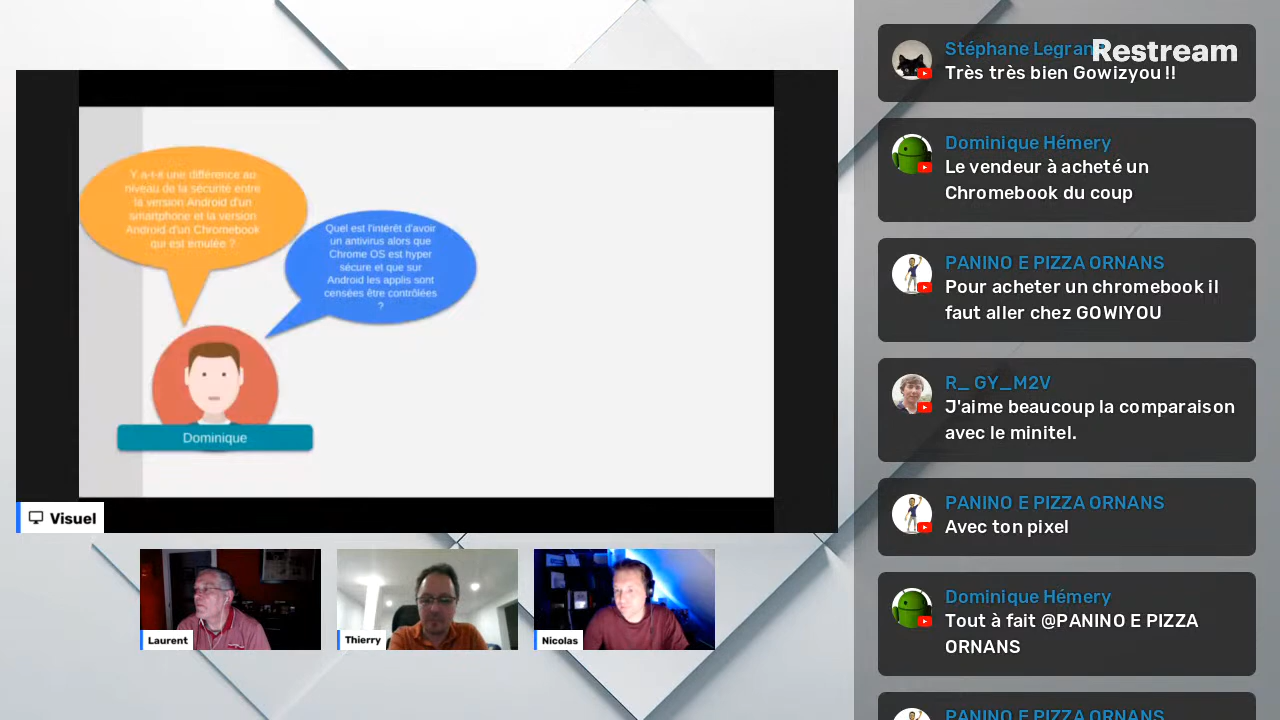 Y a-t-il une différence au
niveau de la sécurité entre
la version Android d'un
smartphone et la version
Android d'un Chromebook
qui est émulée ?
Quel est l'intérêt d'avoir
un antivirus alors que
Chrome OS est hyper
sécure et que sur
Android les applis sont
censées être contrôlées
?
Dominique
Visuel
Laurent
Thierry
Nicolas
Restream
Stéphane Legran
Très très bien Gowizyou !!
Dominique Hémery
Le vendeur à acheté un
Chromebook du coup
PANINO E PIZZA ORNANS
Pour acheter un chromebook il
faut aller chez GOWIYOU
R_ GY_M2V
J'aime beaucoup la comparaison
avec le minitel.
PANINO E PIZZA ORNANS
Avec ton pixel
Dominique Hémery
Tout à fait @PANINO E PIZZA
ORNANS
PANINO E PIZZA ORNANS